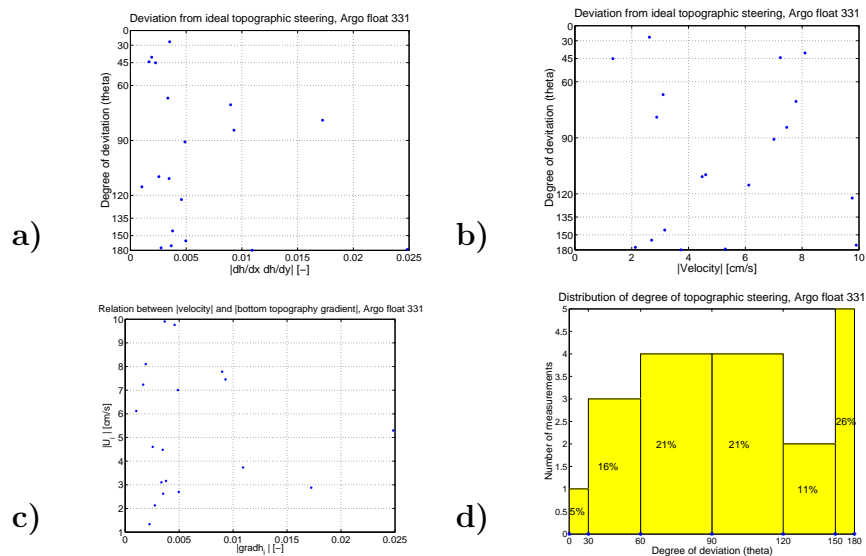 Deviation from ideal topographic steering, Argo float 331
0
30
45
60
90
120
135
150
180
Degree of devitation (theta)
0 0.005 0.01 0.015 0.02 0.025
|dh/dx dh/dy| [−]
a)
Deviation from ideal topographic steering, Argo float 331
0
30
45
60
90
120
135
150
180
Degree of devitation (theta)
0 2 4 6 8 10
|Velocity| [cm/s]
b)
Relation between |velocity| and |bottom topography gradient|, Argo float 331
10
9
8
7
6
5
4
3
2
1
|U_i| [cm/s]
0 0.005 0.01 0.015 0.02 0.025
|gradh_i| [−]
c)
Distribution of degree of topographic steering, Argo float 331
5
4.5
4
3.5
3
2.5
2
1.5
1
0.5
0
Number of measurements
5%
16%
21%
21%
11%
26%
0 30 60 90 120 150 180
Degree of deviation (theta)
d)